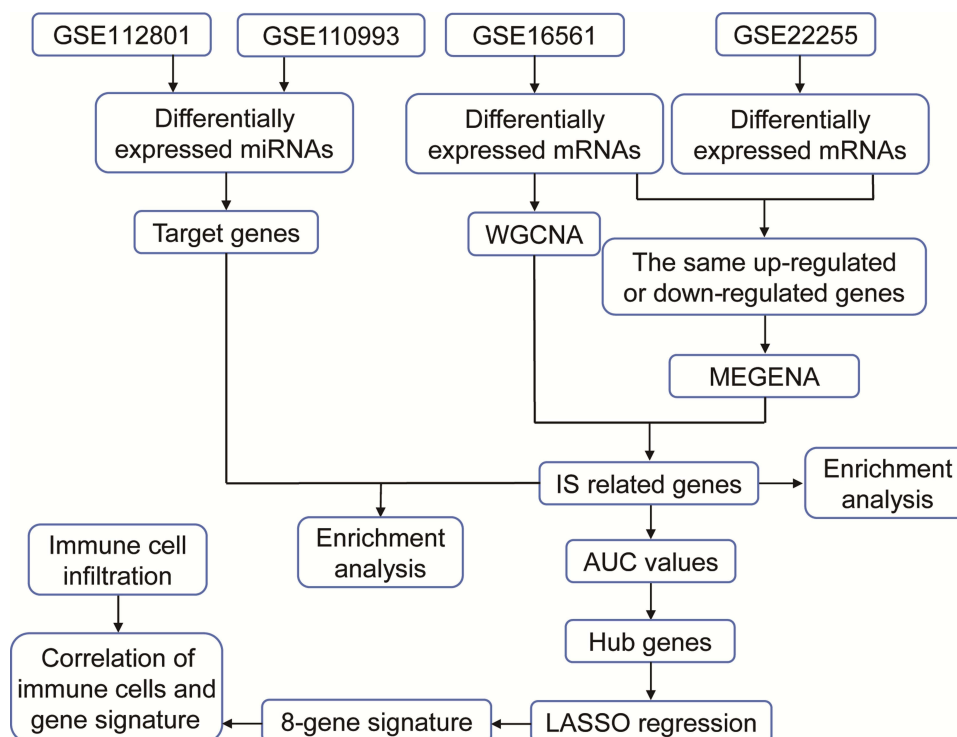 GSE112801
GSE110993
GSE16561
GSE22255
Differentially
expressed miRNAs
Differentially
expressed mRNAs
Differentially
expressed mRNAs
Target genes
WGCNA
The same up-regulated
or down-regulated genes
MEGENA
IS related genes
Enrichment
analysis
Enrichment
analysis
Immune cell
infiltration
AUC values
Hub genes
Correlation of
immune cells and
gene signature
8-gene signature
LASSO regression